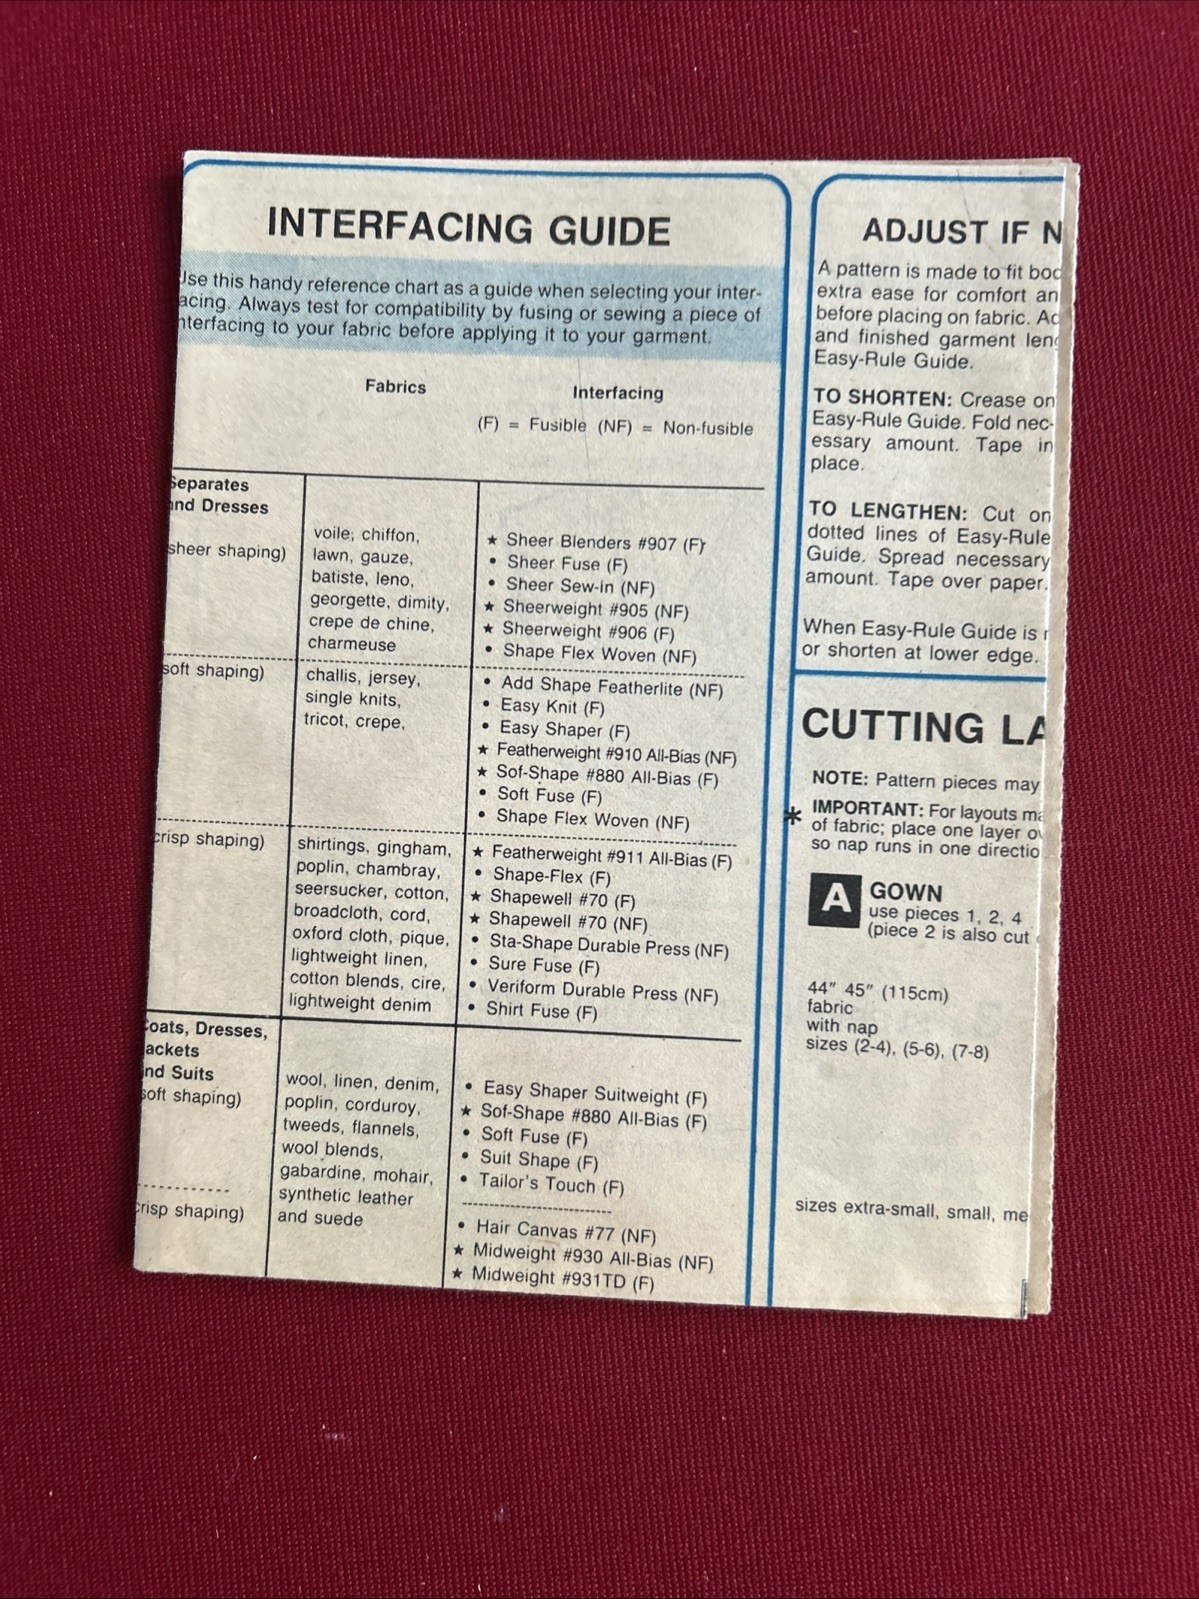 INTERFACING GUIDE
Use this handy reference chart as a guide when selecting your inter-
acing. Always test for compatibility by fusing or sewing a piece of
nterfacing to your fabric before applying it to your garment.
Fabrics
Interfacing
(F) = Fusible (NF) = Non-fusible
Separates
and Dresses
sheer shaping)
voile, chiffon,
lawn, gauze,
batiste, leno,
georgette, dimity,
crepe de chine,
charmeuse
★ Sheer Blenders #907 (F)
• Sheer Fuse (F)
• Sheer Sew-in (NF)
★ Sheerweight #905 (NF)
★ Sheerweight #906 (F)
• Shape Flex Woven (NF)
soft shaping)
challis, jersey,
single knits,
tricot, crepe,
• Add Shape Featherlite (NF)
• Easy Knit (F)
• Easy Shaper (F)
★ Featherweight #910 All-Bias (NF)
★ Sof-Shape #880 All-Bias (F)
• Soft Fuse (F)
• Shape Flex Woven (NF)
crisp shaping)
shirtings, gingham,
poplin, chambray,
seersucker, cotton,
broadcloth, cord,
oxford cloth, pique,
lightweight linen,
cotton blends, cire,
lightweight denim
★ Featherweight #911 All-Bias (F)
• Shape-Flex (F)
★ Shapewell #70 (F)
★ Shapewell #70 (NF)
• Sta-Shape Durable Press (NF)
• Sure Fuse (F)
• Veriform Durable Press (NF)
• Shirt Fuse (F)
Coats, Dresses,
ackets
nd Suits
soft shaping)
crisp shaping)
wool, linen, denim,
poplin, corduroy,
tweeds, flannels,
wool blends,
gabardine, mohair,
synthetic leather
and suede
• Easy Shaper Suitweight (F)
★ Sof-Shape #880 All-Bias (F)
• Soft Fuse (F)
• Suit Shape (F)
• Tailor's Touch (F)
• Hair Canvas #77 (NF)
★ Midweight #930 All-Bias (NF)
★ Midweight #931TD (F)
ADJUST IF N
A pattern is made to fit bod
extra ease for comfort an
before placing on fabric. Ad
and finished garment leng
Easy-Rule Guide.
TO SHORTEN: Crease on
Easy-Rule Guide. Fold nec-
essary amount. Tape in
place.
TO LENGTHEN: Cut on
dotted lines of Easy-Rule
Guide. Spread necessary
amount. Tape over paper.
When Easy-Rule Guide is
or shorten at lower edge.
CUTTING LA
NOTE: Pattern pieces may
* IMPORTANT: For layouts ma
of fabric; place one layer ov
so nap runs in one directio
A GOWN
use pieces 1, 2, 4
(piece 2 is also cut
44" 45" (115cm)
fabric
with nap
sizes (2-4), (5-6), (7-8)
sizes extra-small, small, me